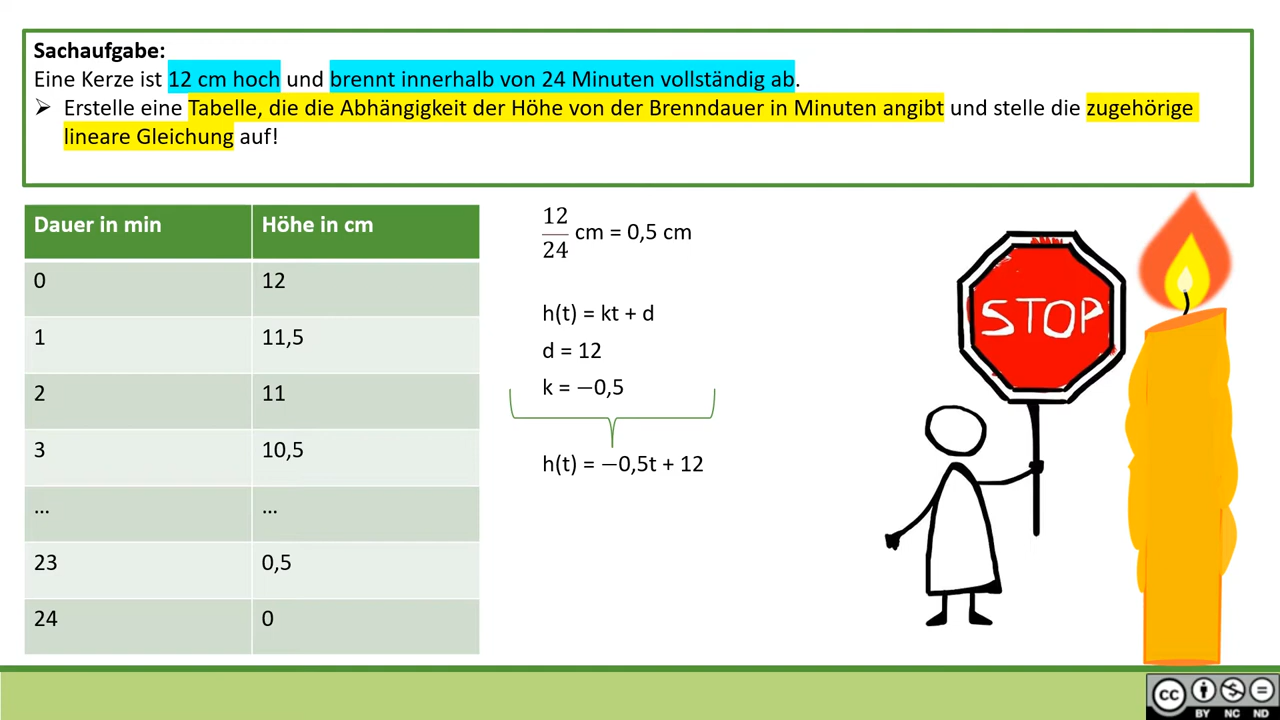 Sachaufgabe:
Eine Kerze ist 12 cm hoch und brennt innerhalb von 24 Minuten vollständig ab.
➢ Erstelle eine Tabelle, die die Abhängigkeit der Höhe von der Brenndauer in Minuten angibt und stelle die zugehörige
lineare Gleichung auf!
Dauer in min Höhe in cm
0 12
1 11,5
2 11
3 10,5
... ...
23 0,5
24 0
12/24 cm = 0,5 cm
h(t) = kt + d
d = 12
k = −0,5
h(t) = −0,5t + 12
STOP
CC BY NC ND